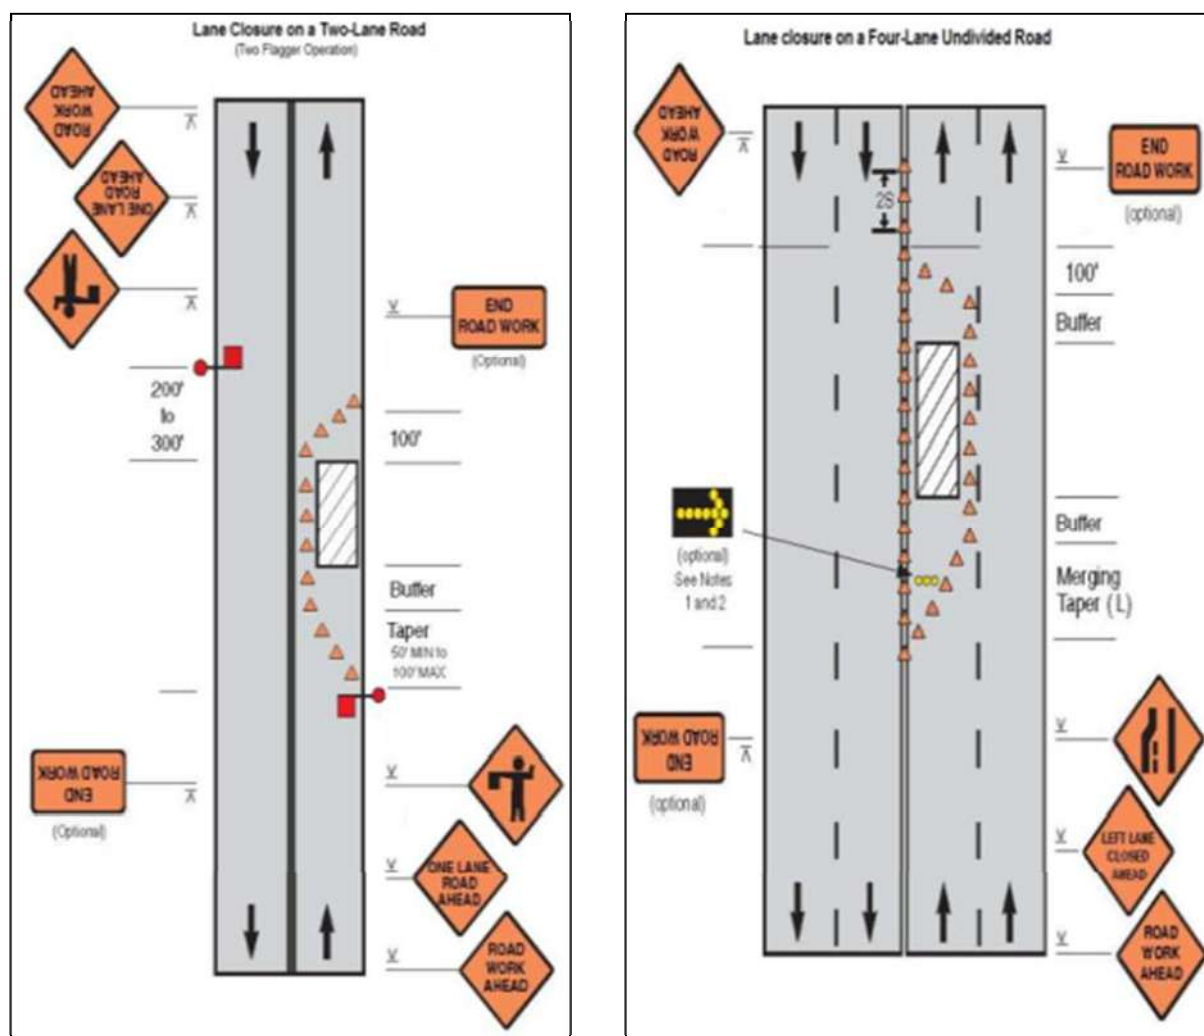 Lane Closure on a Two-Lane Road
(Two Flagger Operation)
ROAD
WORK
AHEAD
ONE LANE
ROAD
AHEAD
END
ROAD WORK
(Optional)
200'
to
300'
100'
Buffer
Taper
50' MIN to
100' MAX
END
ROAD WORK
(Optional)
ONE LANE
ROAD
AHEAD
ROAD
WORK
AHEAD
Lane closure on a Four-Lane Undivided Road
ROAD
WORK
AHEAD
END
ROAD WORK
(optional)
2S
100'
Buffer
(optional)
See Notes
1 and 2
Buffer
Merging
Taper (L)
END
ROAD WORK
(optional)
LEFT LANE
CLOSED
AHEAD
ROAD
WORK
AHEAD